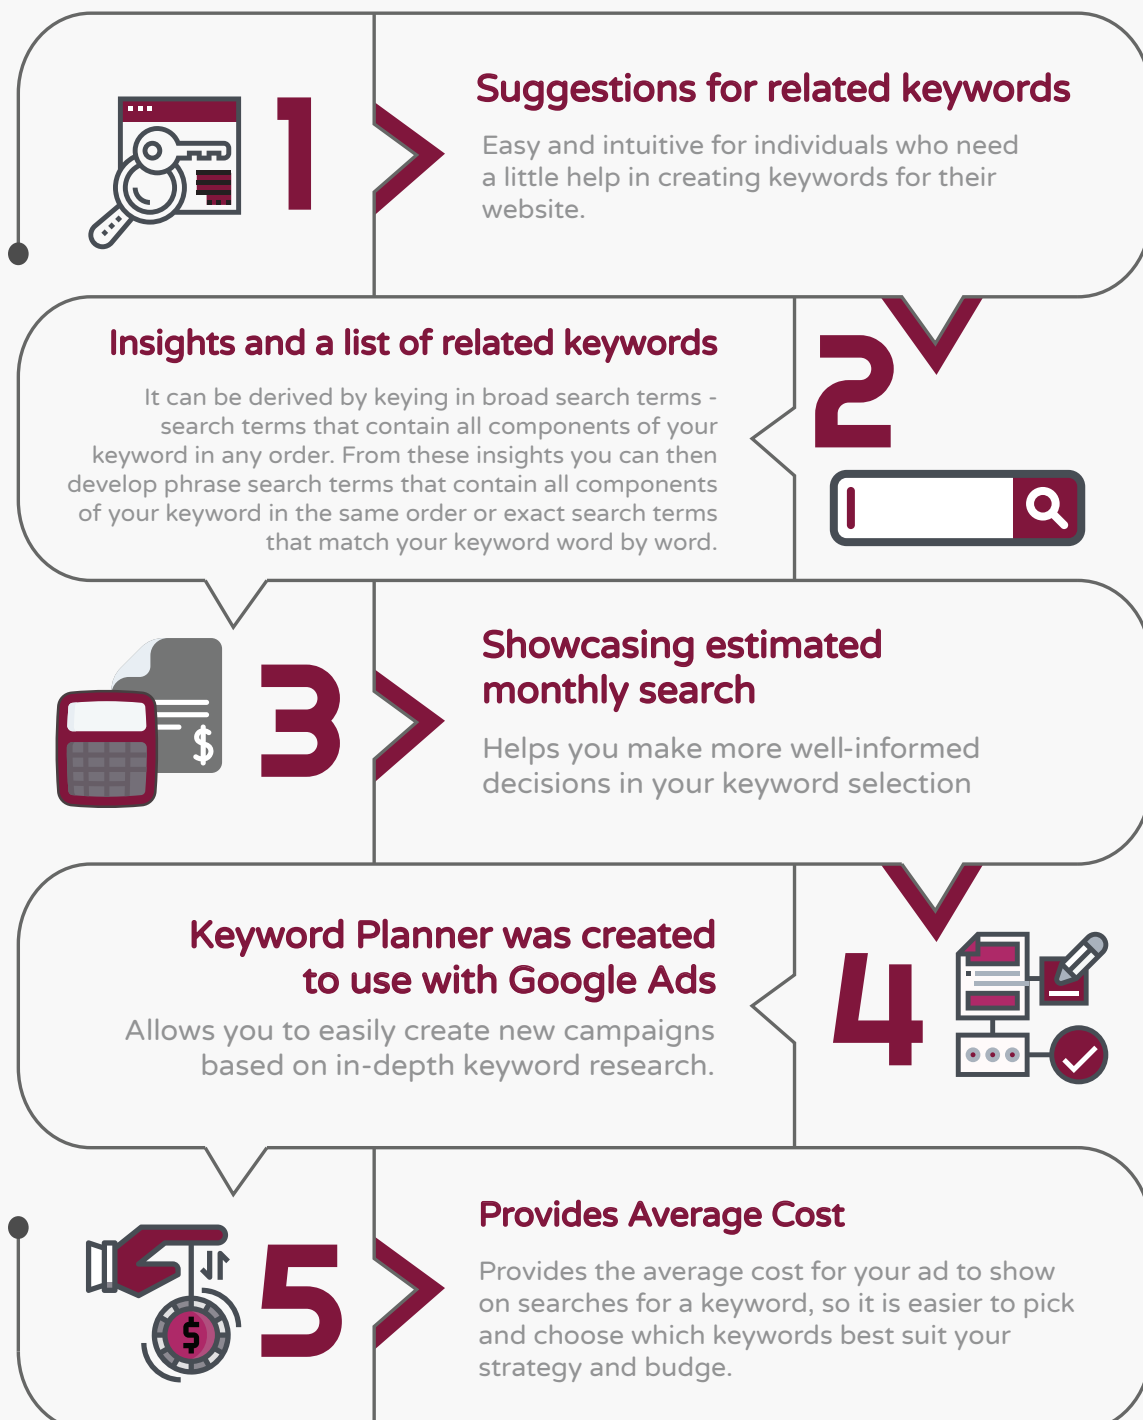 1
Suggestions for related keywords
Easy and intuitive for individuals who need
a little help in creating keywords for their
website.
Insights and a list of related keywords
It can be derived by keying in broad search terms -
search terms that contain all components of your
keyword in any order. From these insights you can then
develop phrase search terms that contain all components
of your keyword in the same order or exact search terms
that match your keyword word by word.
2
3
$
Showcasing estimated
monthly search
Helps you make more well-informed
decisions in your keyword selection
Keyword Planner was created
to use with Google Ads
Allows you to easily create new campaigns
based on in-depth keyword research.
4
5
$
Provides Average Cost
Provides the average cost for your ad to show
on searches for a keyword, so it is easier to pick
and choose which keywords best suit your
strategy and budge.